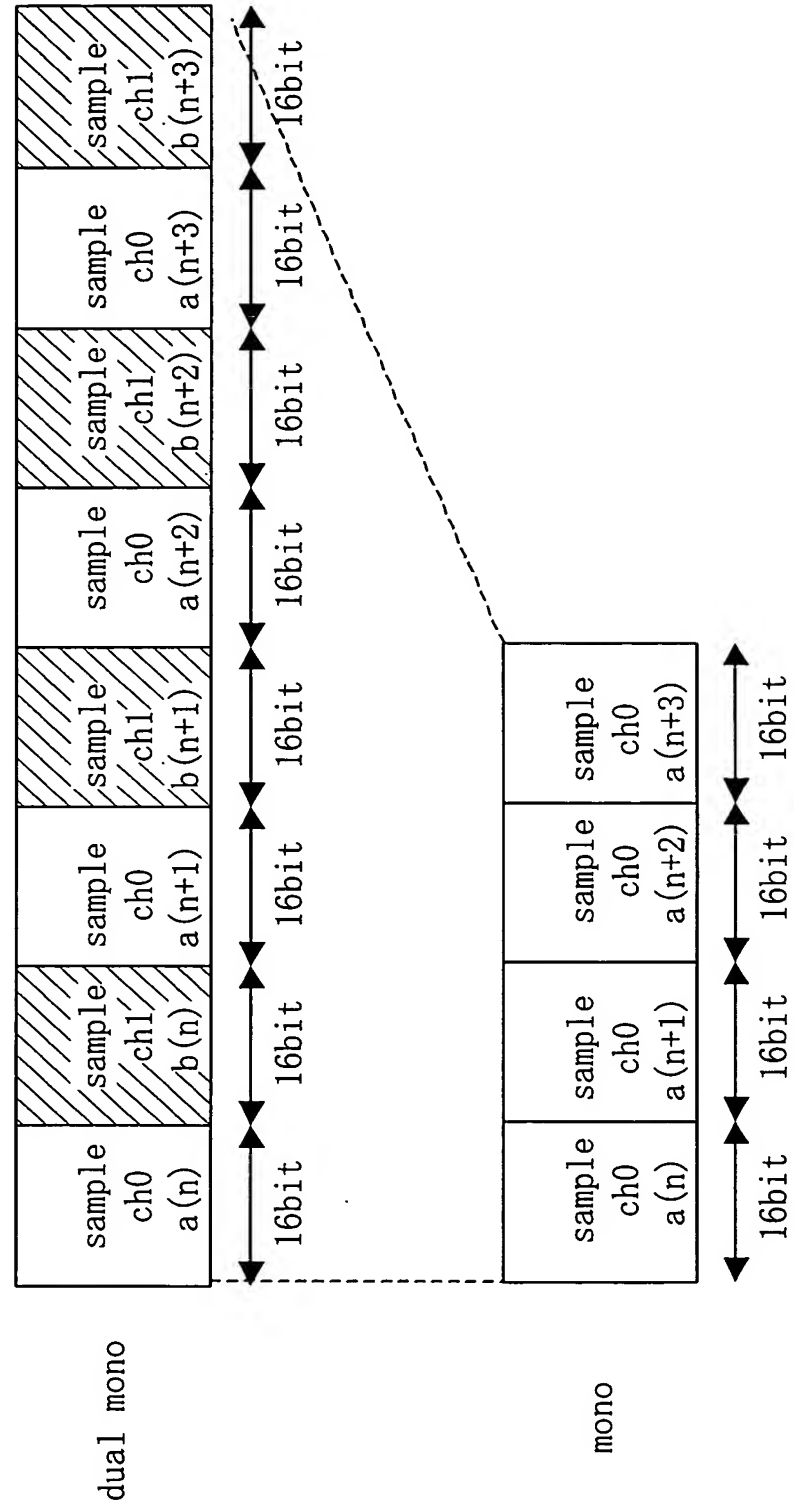 dual mono
sample
ch0
a(n)
sample
ch1
b(n)
sample
ch0
a(n+1)
sample
ch1
b(n+1)
sample
ch0
a(n+2)
sample
ch1
b(n+2)
sample
ch0
a(n+3)
sample
ch1
b(n+3)
16bit
16bit
16bit
16bit
16bit
16bit
16bit
16bit
mono
sample
ch0
a(n)
sample
ch0
a(n+1)
sample
ch0
a(n+2)
sample
ch0
a(n+3)
16bit
16bit
16bit
16bit